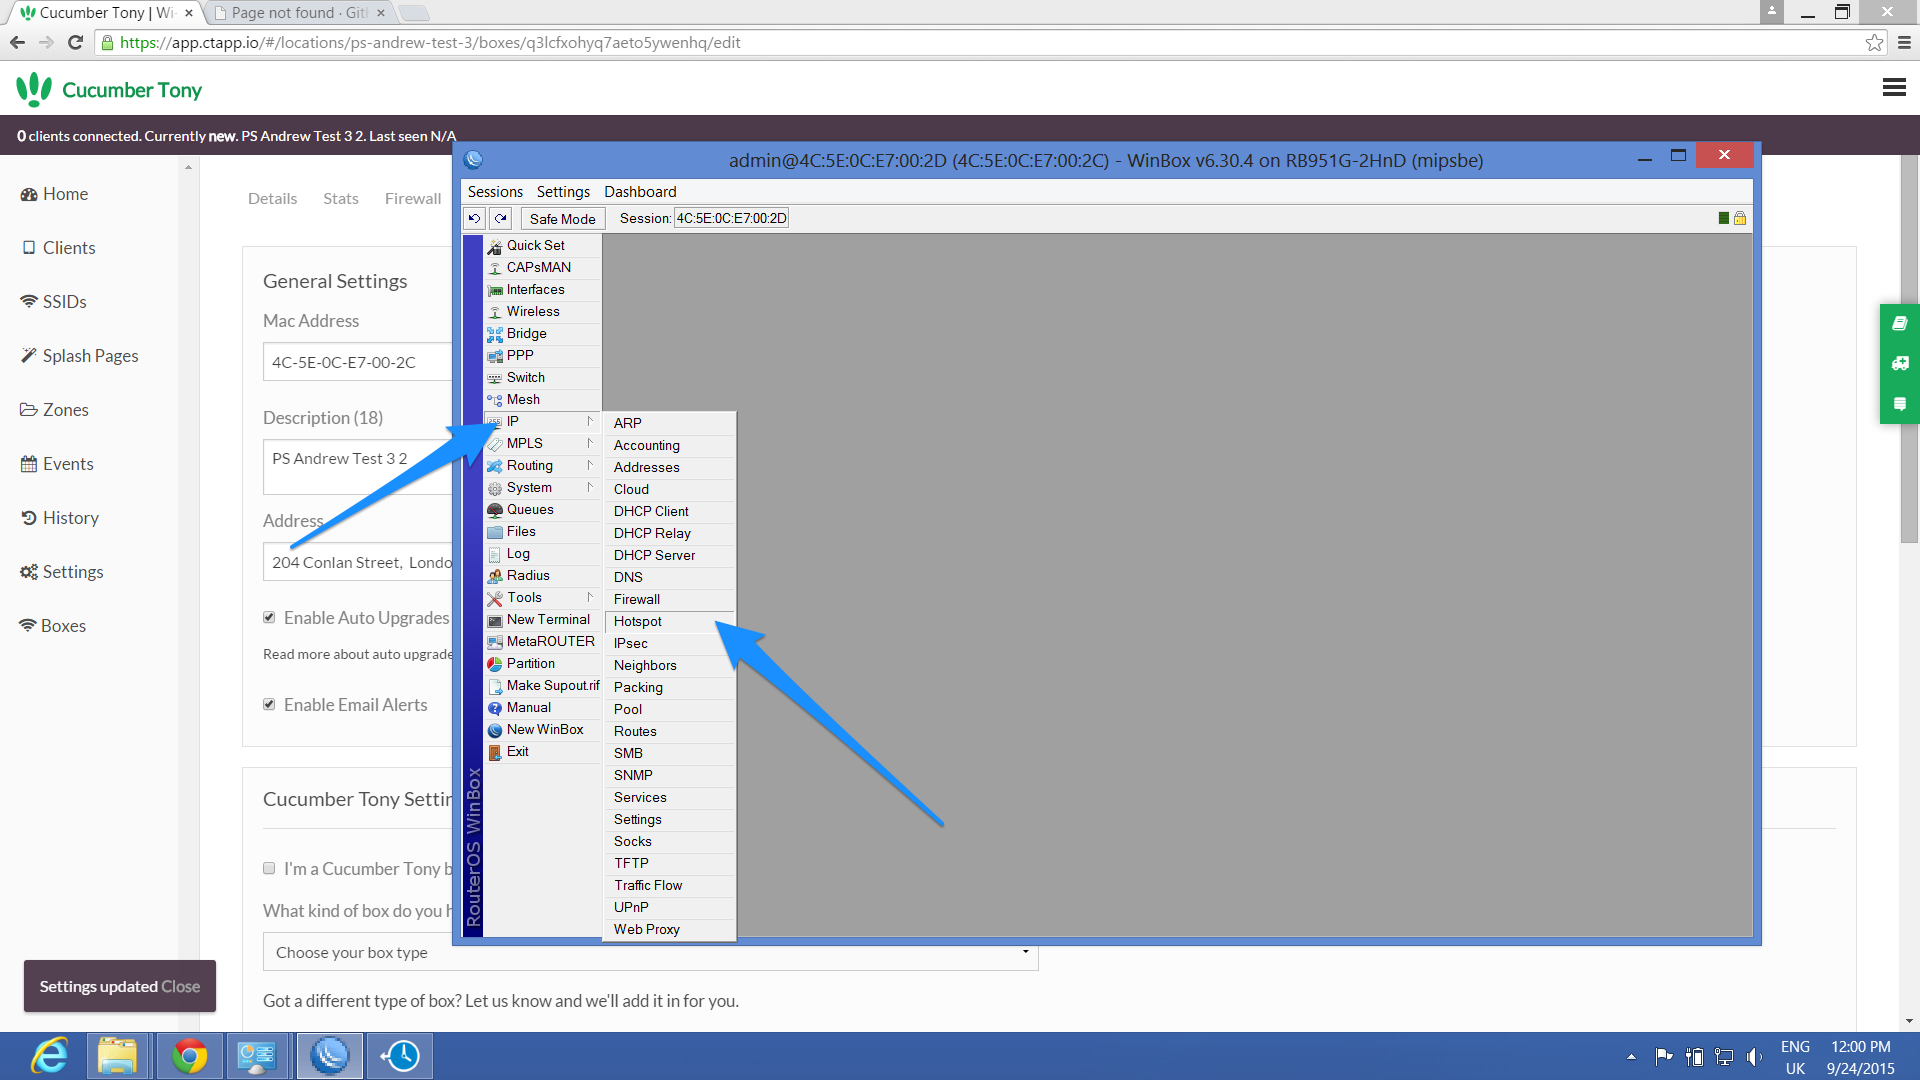 Cucumber Tony | Wi-
Page not found · Git
https://app.ctapp.io/#/locations/ps-andrew-test-3/boxes/q3lcfxohyq7aeto5ywenhq/edit
Cucumber Tony
0 clients connected. Currently new. PS Andrew Test 3 2. Last seen N/A
Home
Clients
SSIDs
Splash Pages
Zones
Events
History
Settings
Boxes
Details Stats Firewall
General Settings
Mac Address
4C-5E-0C-E7-00-2C
Description (18)
PS Andrew Test 3 2
Address
204 Conlan Street, Londo
Enable Auto Upgrades
Read more about auto upgrade
Enable Email Alerts
Cucumber Tony Settin
I'm a Cucumber Tony b
What kind of box do you h
Choose your box type
Got a different type of box? Let us know and we'll add it in for you.
Settings updated Close
admin@4C:5E:0C:E7:00:2D (4C:5E:0C:E7:00:2C) - WinBox v6.30.4 on RB951G-2HnD (mipsbe)
Sessions Settings Dashboard
Safe Mode Session: 4C:5E:0C:E7:00:2D
RouterOS WinBox
Quick Set
CAPsMAN
Interfaces
Wireless
Bridge
PPP
Switch
Mesh
IP
MPLS
Routing
System
Queues
Files
Log
Radius
Tools
New Terminal
MetaROUTER
Partition
Make Supout.rif
Manual
New WinBox
Exit
ARP
Accounting
Addresses
Cloud
DHCP Client
DHCP Relay
DHCP Server
DNS
Firewall
Hotspot
IPsec
Neighbors
Packing
Pool
Routes
SMB
SNMP
Services
Settings
Socks
TFTP
Traffic Flow
UPnP
Web Proxy
ENG
UK
12:00 PM
9/24/2015